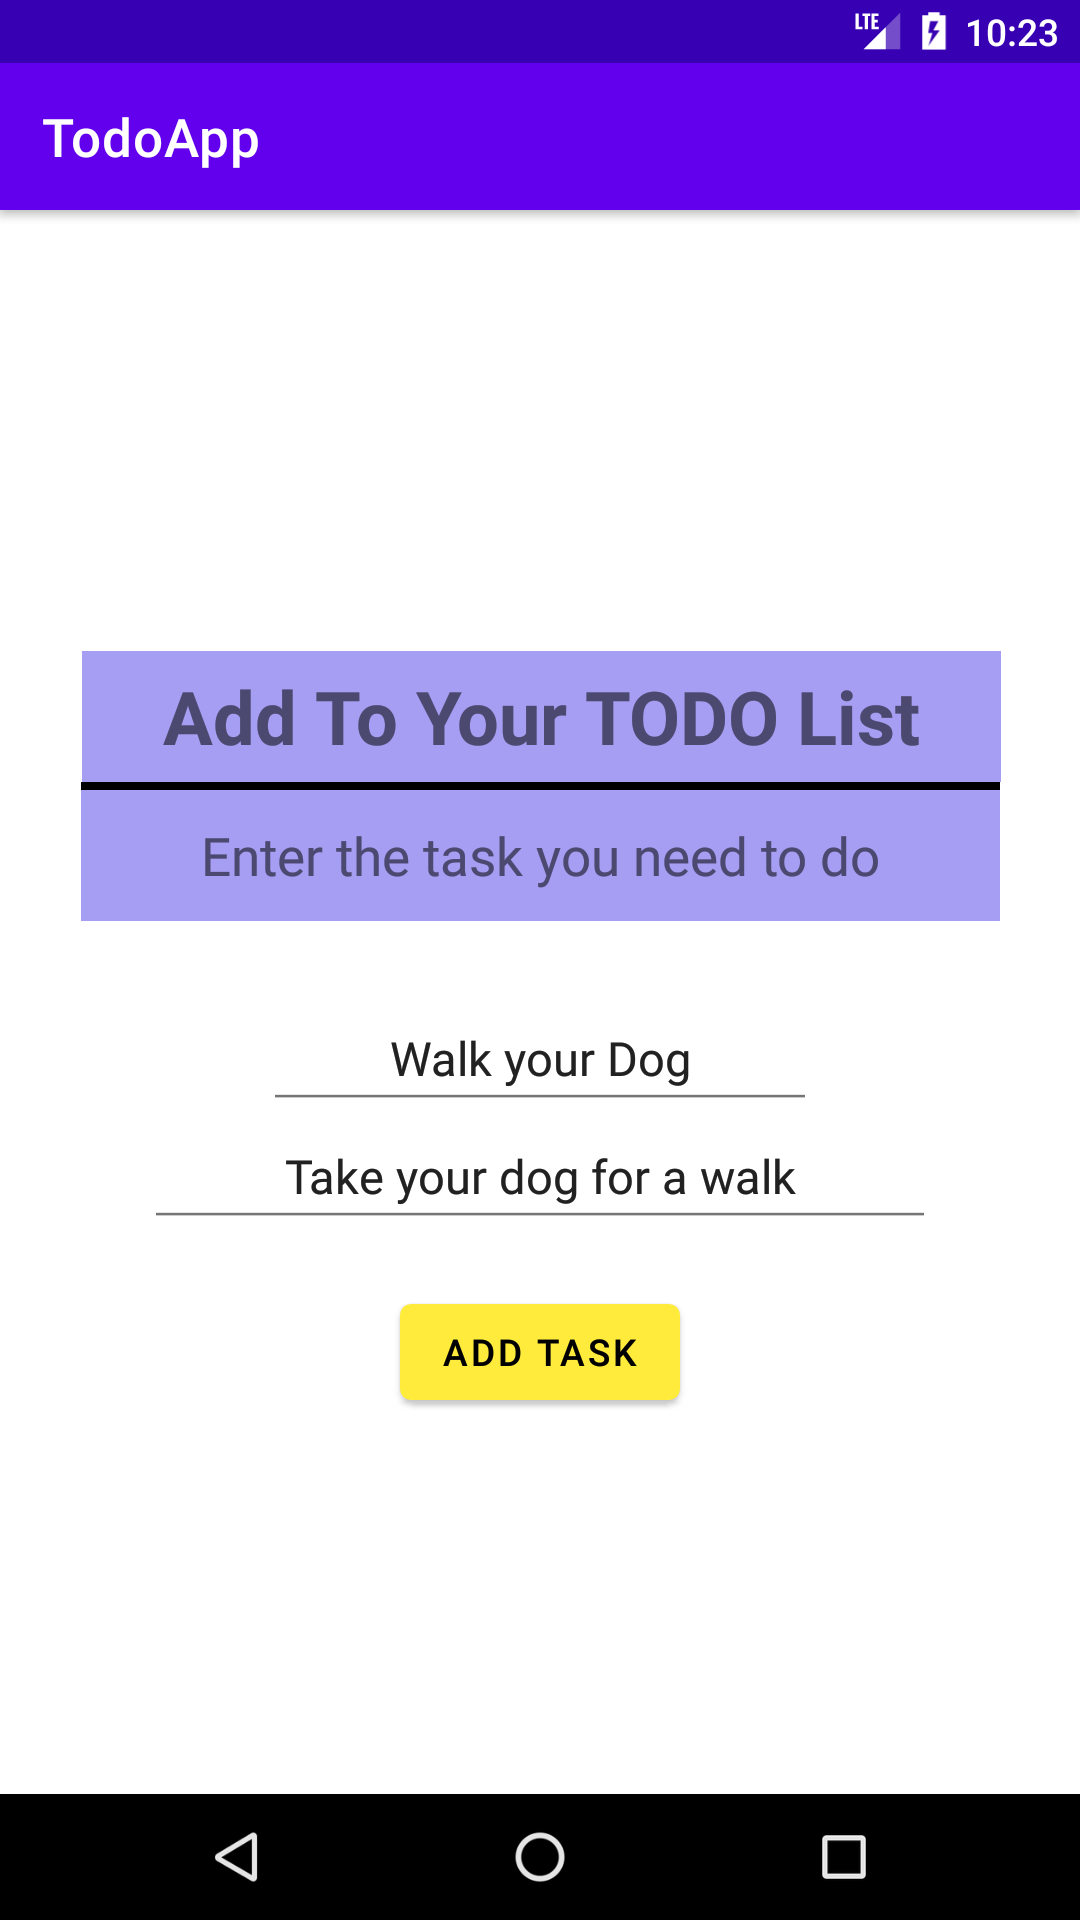 LTE 10:23
TodoApp
Add To Your TODO List
Enter the task you need to do
Walk your Dog
Take your dog for a walk
ADD TASK